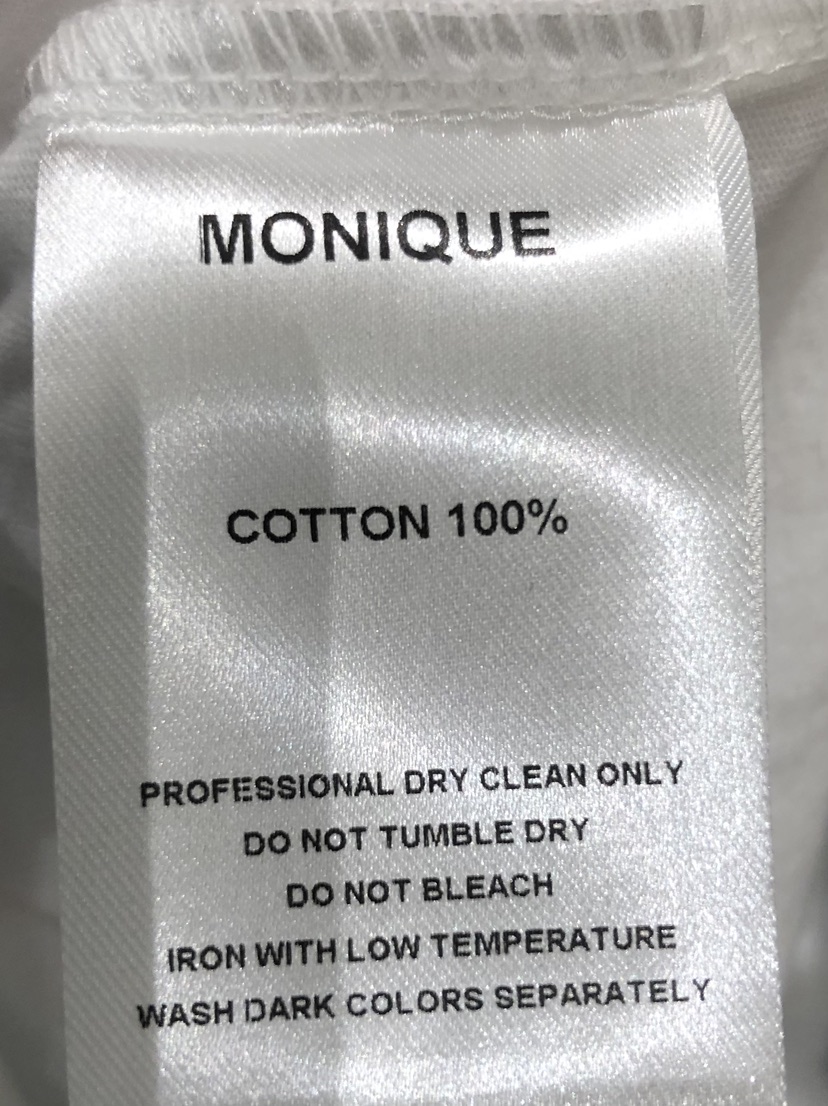 MONIQUE
COTTON 100%
PROFESSIONAL DRY CLEAN ONLY
DO NOT TUMBLE DRY
DO NOT BLEACH
IRON WITH LOW TEMPERATURE
WASH DARK COLORS SEPARATELY